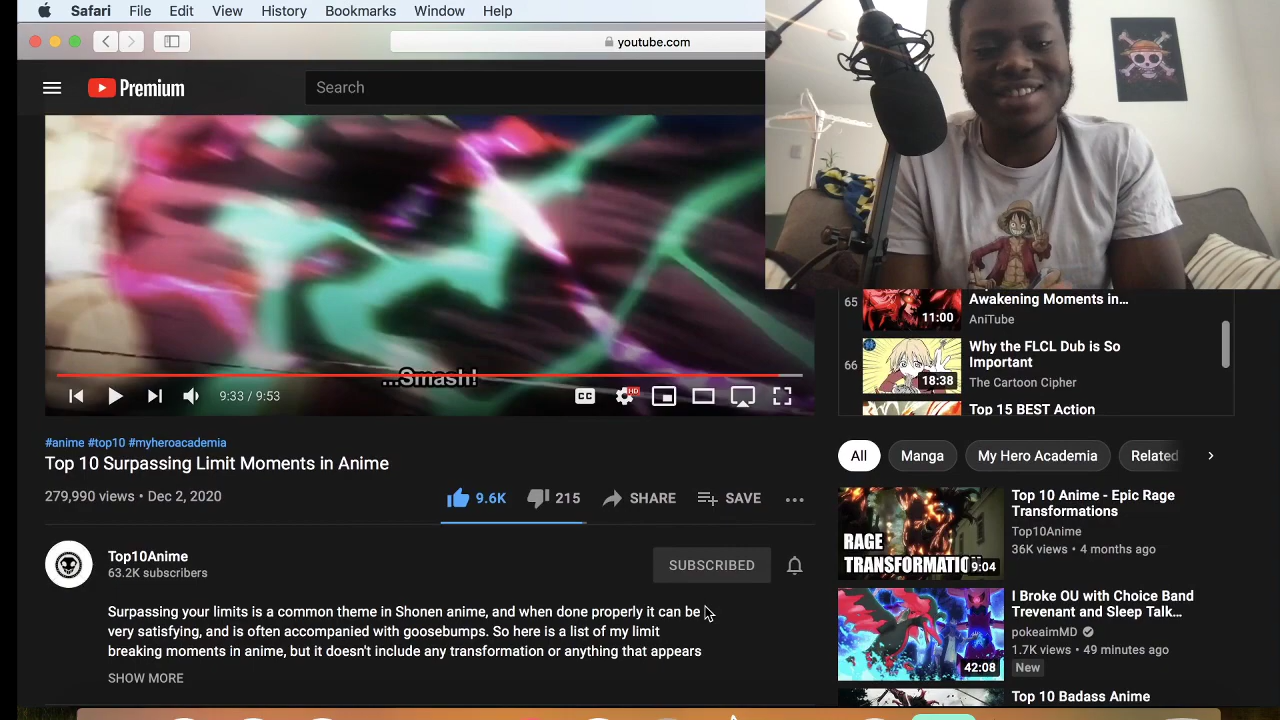 Safari File Edit View History Bookmarks Window Help
youtube.com
Premium
Search
...Smash!
9:33 / 9:53
CC
HD
#anime #top10 #myheroacademia
Top 10 Surpassing Limit Moments in Anime
279,990 views • Dec 2, 2020
9.6K 215 SHARE SAVE
Top10Anime
63.2K subscribers
SUBSCRIBED
Surpassing your limits is a common theme in Shonen anime, and when done properly it can be
very satisfying, and is often accompanied with goosebumps. So here is a list of my limit
breaking moments in anime, but it doesn't include any transformation or anything that appears
SHOW MORE
65
11:00
Awakening Moments in...
AniTube
66
18:38
Why the FLCL Dub is So
Important
The Cartoon Cipher
Top 15 BEST Action
All Manga My Hero Academia Related
RAGE
TRANSFORMATIO
9:04
Top 10 Anime - Epic Rage
Transformations
Top10Anime
36K views • 4 months ago
42:08
I Broke OU with Choice Band
Trevenant and Sleep Talk...
pokeaimMD
1.7K views • 49 minutes ago
New
Top 10 Badass Anime